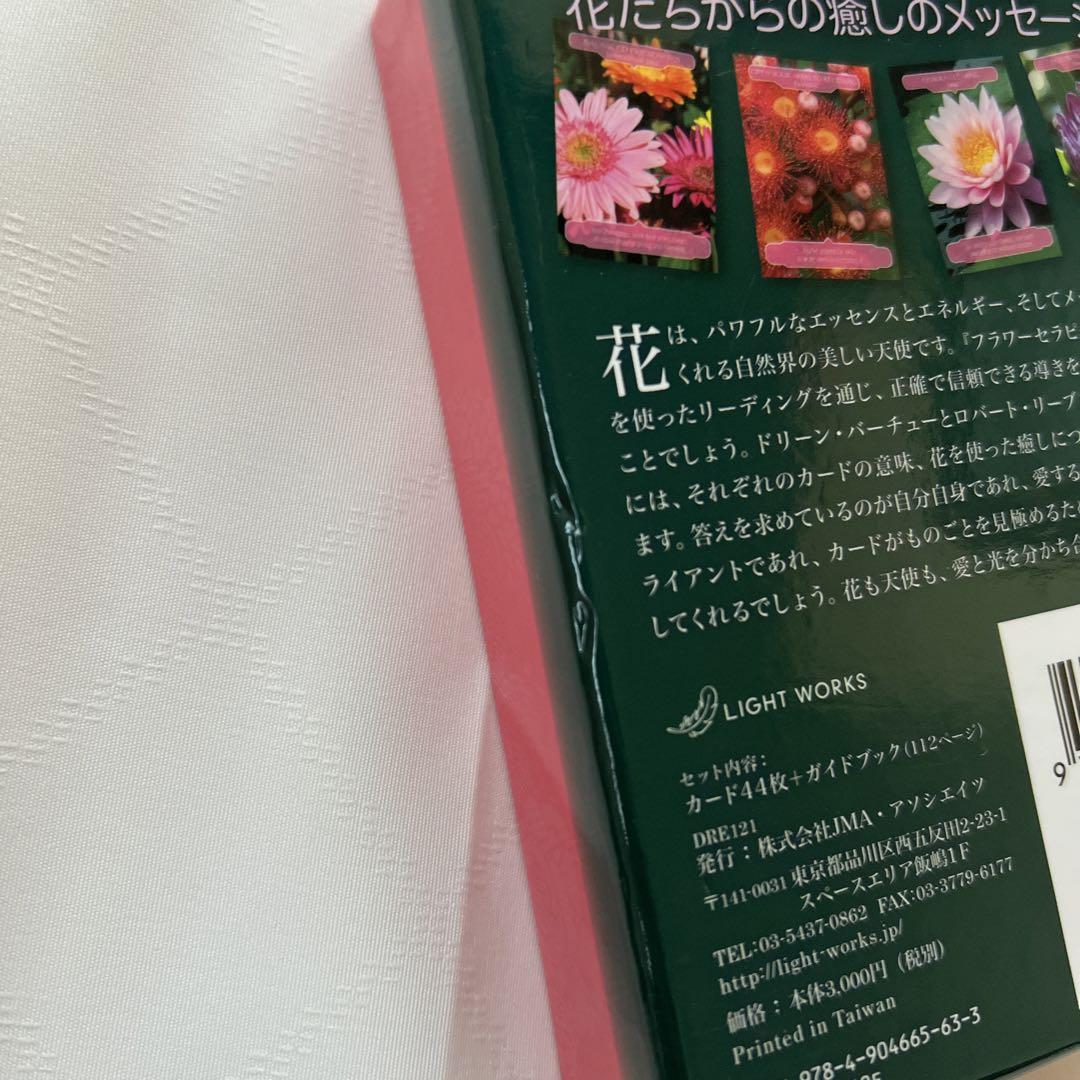 花たちからの癒しのメッセージ
花は、パワフルなエッセンスとエネルギー、そしてメ
くれる自然界の美しい天使です。『フラワーセラピ
を使ったリーディングを通じ、正確で信頼できる導きを
ことでしょう。ドリーン・バーチューとロバート・リーブ
には、それぞれのカードの意味、花を使った癒しにつ
ます。答えを求めているのが自分自身であれ、愛する
ライアントであれ、カードがものごとを見極めるため
してくれるでしょう。花も天使も、愛と光を分かち合
LIGHT WORKS
セット内容：
カード44枚＋ガイドブック（112ページ）
DRE121
発行：株式会社JMA・アソシエイツ
〒141-0031 東京都品川区西五反田2-23-1
スペースエリア飯嶋1F
TEL:03-5437-0862 FAX:03-3779-6177
http://light-works.jp/
価格：本体3,000円（税別）
Printed in Taiwan
978-4-904665-63-3
9